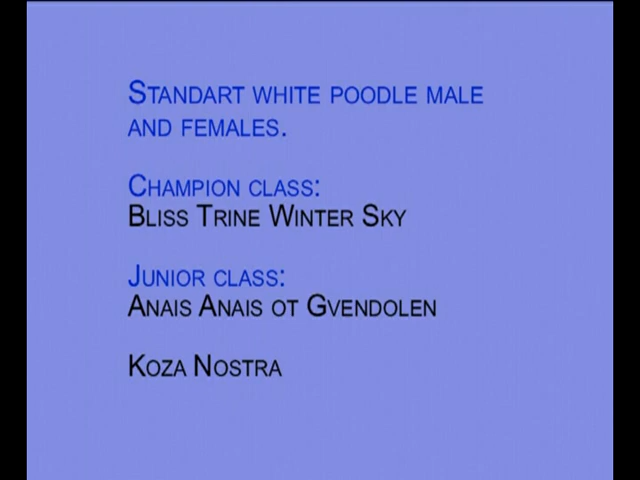 Standart white poodle male
and females.
Champion class:
Bliss Trine Winter Sky
Junior class:
Anais Anais ot Gvendolen
Koza Nostra